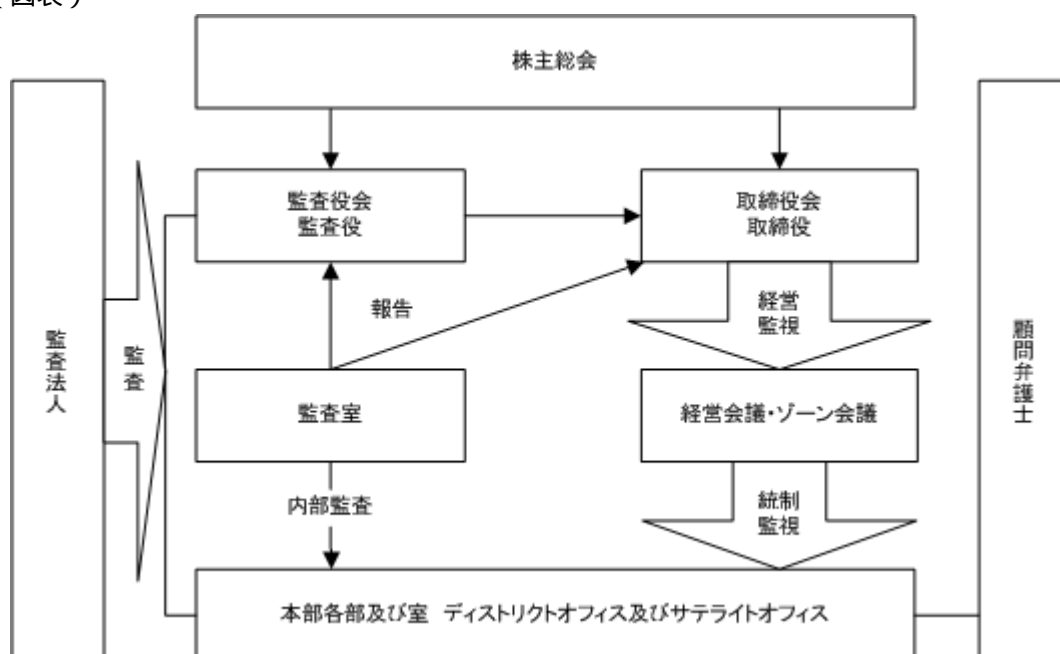 株主総会
監査役会
監査役
取締役会
取締役
報告
経営
監視
監査法人
監査
顧問弁護士
監査室
経営会議・ゾーン会議
内部監査
統制
監視
本部各部及び室 ディストリクトオフィス及びサテライトオフィス